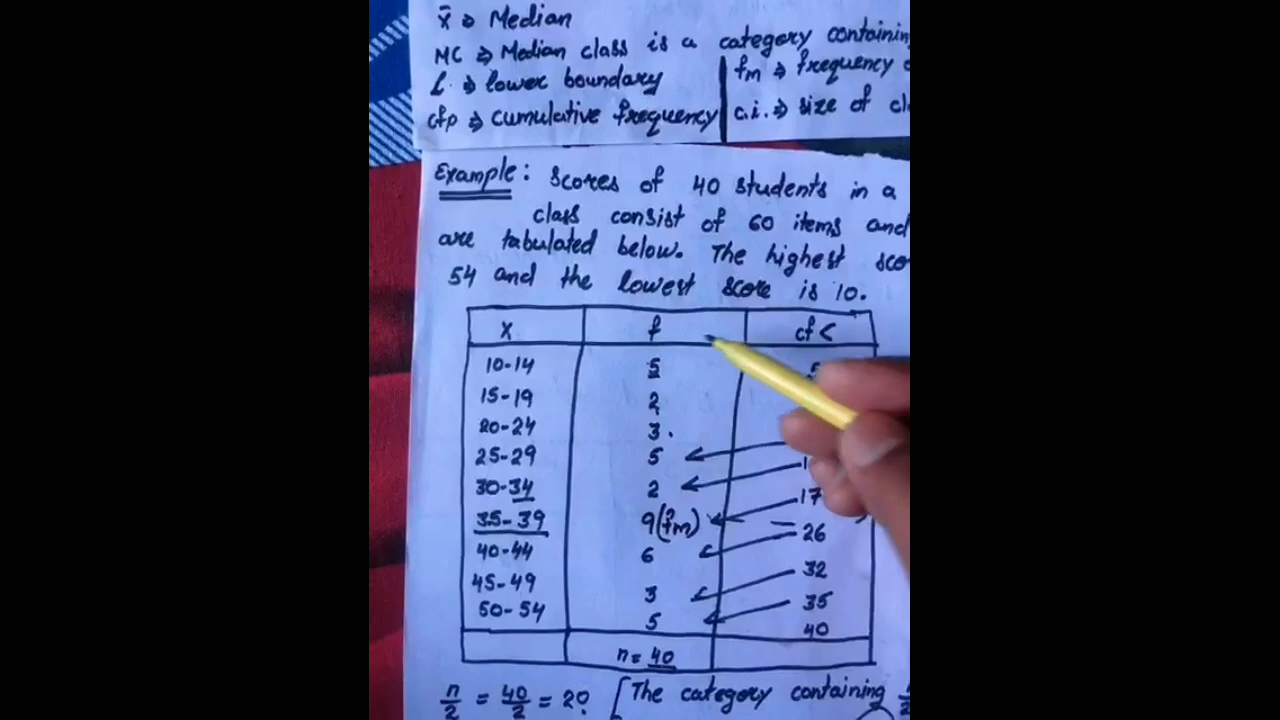 x̄ ⇒ Median
MC ⇒ Median class is a category containing
L ⇒ lower boundary
fm ⇒ frequency
cfp ⇒ cumulative frequency
c.i. ⇒ size of
Example: Scores of 40 students in a
class consist of 60 items and
are tabulated below. The highest
54 and the lowest score is 10.
X f cf<
10-14 5 5
15-19 2
20-24 3
25-29 5
30-34 2
35-39 9(fm) 17
40-44 6 26
45-49 3 32
50-54 5 35
40
n = 40
n/2 = 40/2 = 20 [The category containing